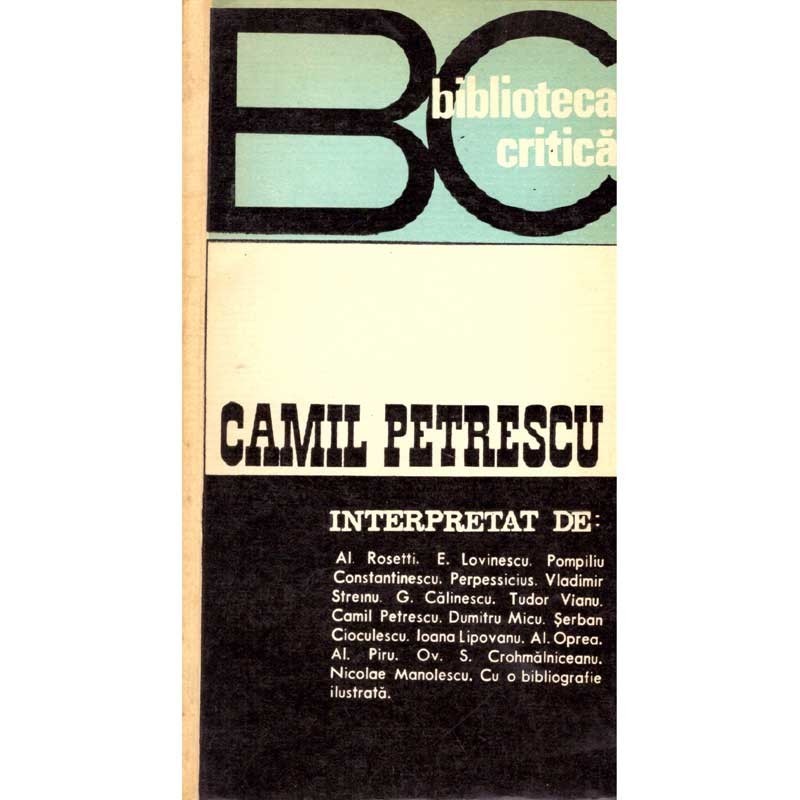 BC
biblioteca
critică
CAMIL PETRESCU
INTERPRETAT DE:
Al. Rosetti. E. Lovinescu. Pompiliu
Constantinescu. Perpessicius. Vladimir
Streinu. G. Călinescu. Tudor Vianu.
Camil Petrescu. Dumitru Micu. Şerban
Cioculescu. Ioana Lipovanu. Al. Oprea.
Al. Piru. Ov. S. Crohmălniceanu.
Nicolae Manolescu. Cu o bibliografie
ilustrată.